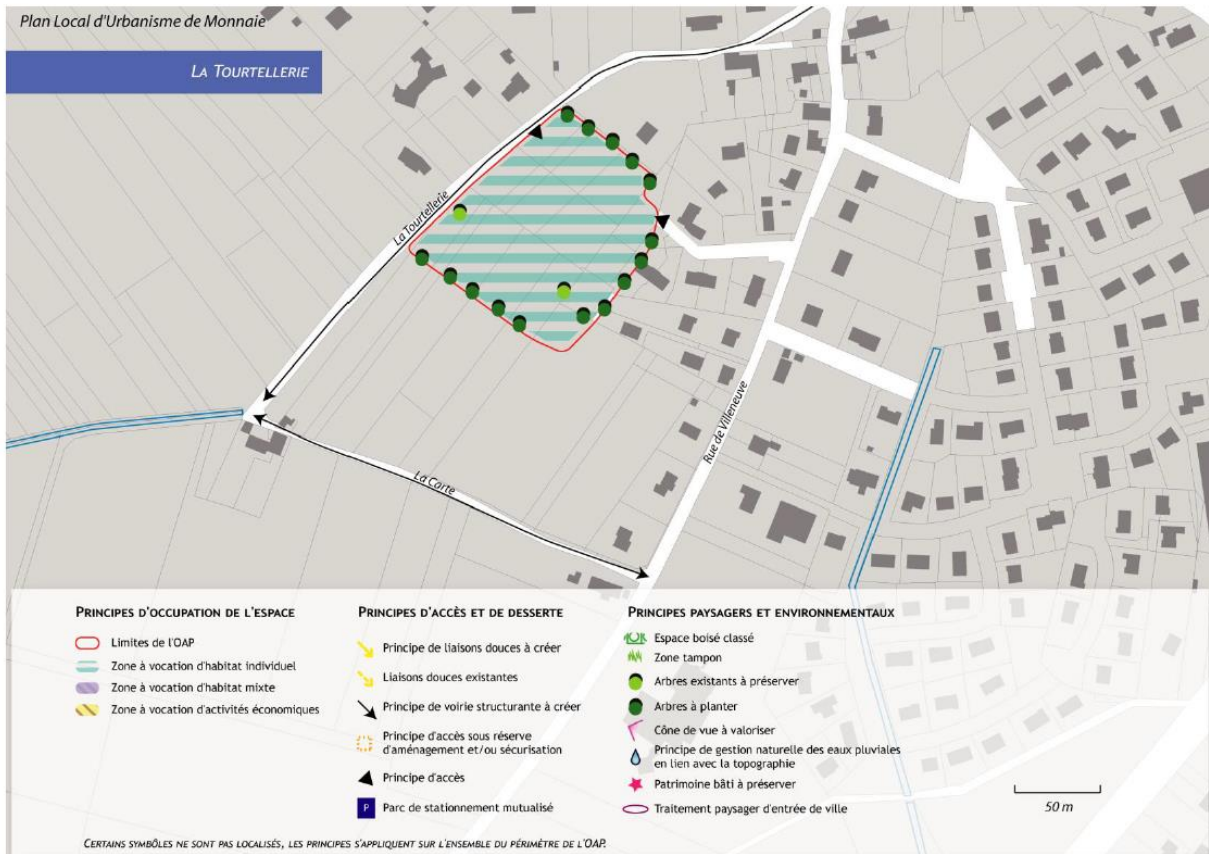 Plan Local d'Urbanisme de Monnaie
LA TOURTELLERIE
La Tourtellerie
Rue de Villeneuve
La Carte
PRINCIPES D'OCCUPATION DE L'ESPACE
Limites de l'OAP
Zone à vocation d'habitat individuel
Zone à vocation d'habitat mixte
Zone à vocation d'activités économiques
PRINCIPES D'ACCÈS ET DE DESSERTE
Principe de liaisons douces à créer
Liaisons douces existantes
Principe de voirie structurante à créer
Principe d'accès sous réserve
d'aménagement et/ou sécurisation
Principe d'accès
P Parc de stationnement mutualisé
PRINCIPES PAYSAGERS ET ENVIRONNEMENTAUX
Espace boisé classé
Zone tampon
Arbres existants à préserver
Arbres à planter
Cône de vue à valoriser
Principe de gestion naturelle des eaux pluviales
en lien avec la topographie
Patrimoine bâti à préserver
Traitement paysager d'entrée de ville
50 m
CERTAINS SYMBÔLES NE SONT PAS LOCALISÉS, LES PRINCIPES S'APPLIQUENT SUR L'ENSEMBLE DU PÉRIMÈTRE DE L'OAP.